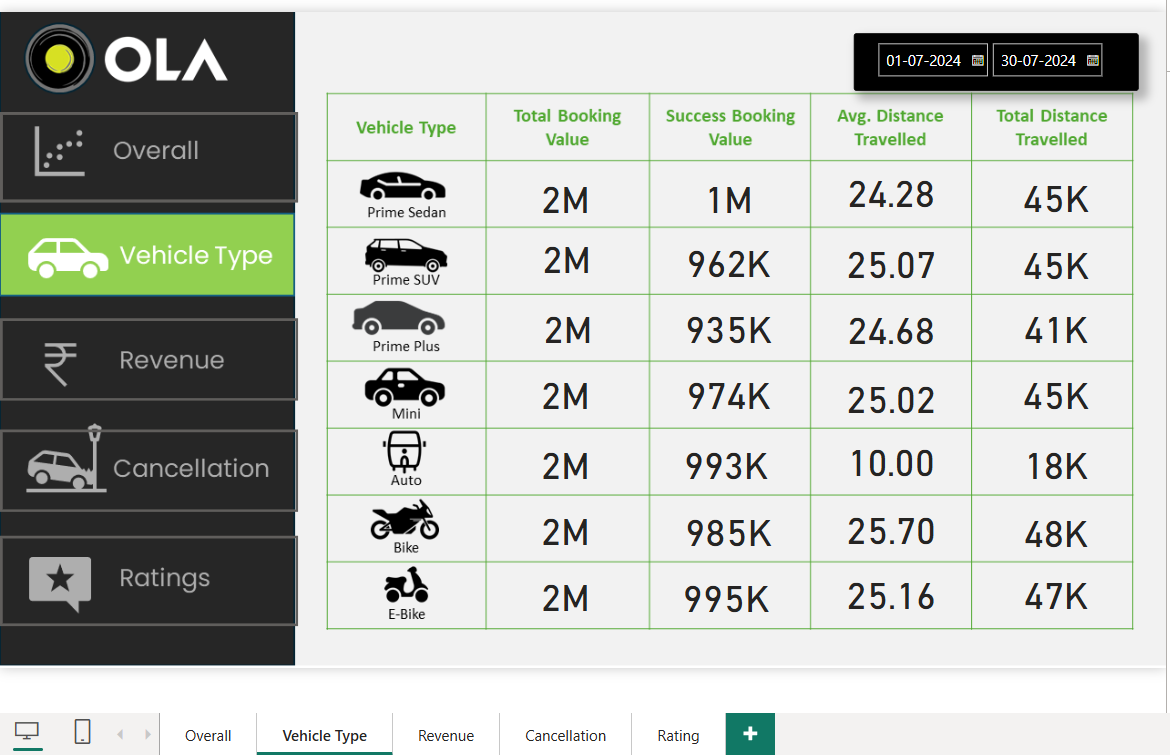 OLA
Overall
Vehicle Type
Revenue
Cancellation
Ratings
01-07-2024 30-07-2024
Vehicle Type
Total Booking
Value
Success Booking
Value
Avg. Distance
Travelled
Total Distance
Travelled
Prime Sedan 2M 1M 24.28 45K
Prime SUV 2M 962K 25.07 45K
Prime Plus 2M 935K 24.68 41K
Mini 2M 974K 25.02 45K
Auto 2M 993K 10.00 18K
Bike 2M 985K 25.70 48K
E-Bike 2M 995K 25.16 47K
Overall Vehicle Type Revenue Cancellation Rating